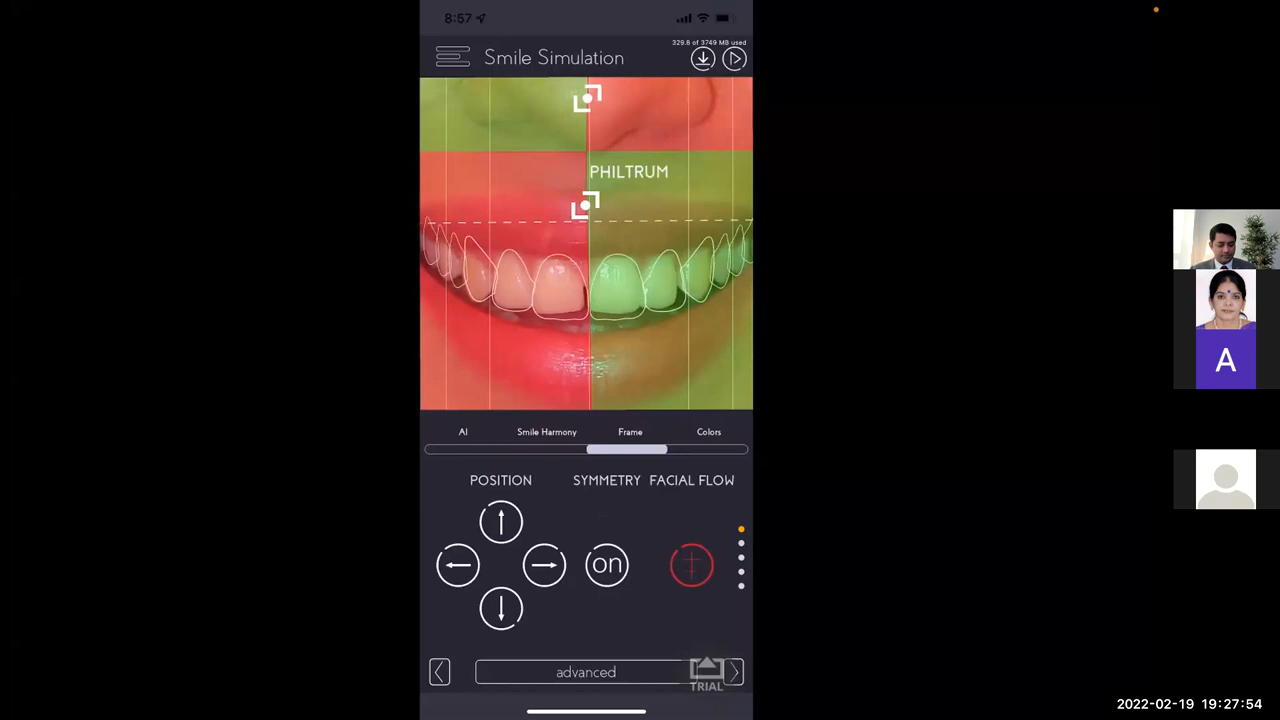 8:57
329.8 of 3749 MB used
Smile Simulation
PHILTRUM
AI Smile Harmony Frame Colors
POSITION SYMMETRY FACIAL FLOW
on
advanced
TRIAL
A
2022-02-19 19:27:54